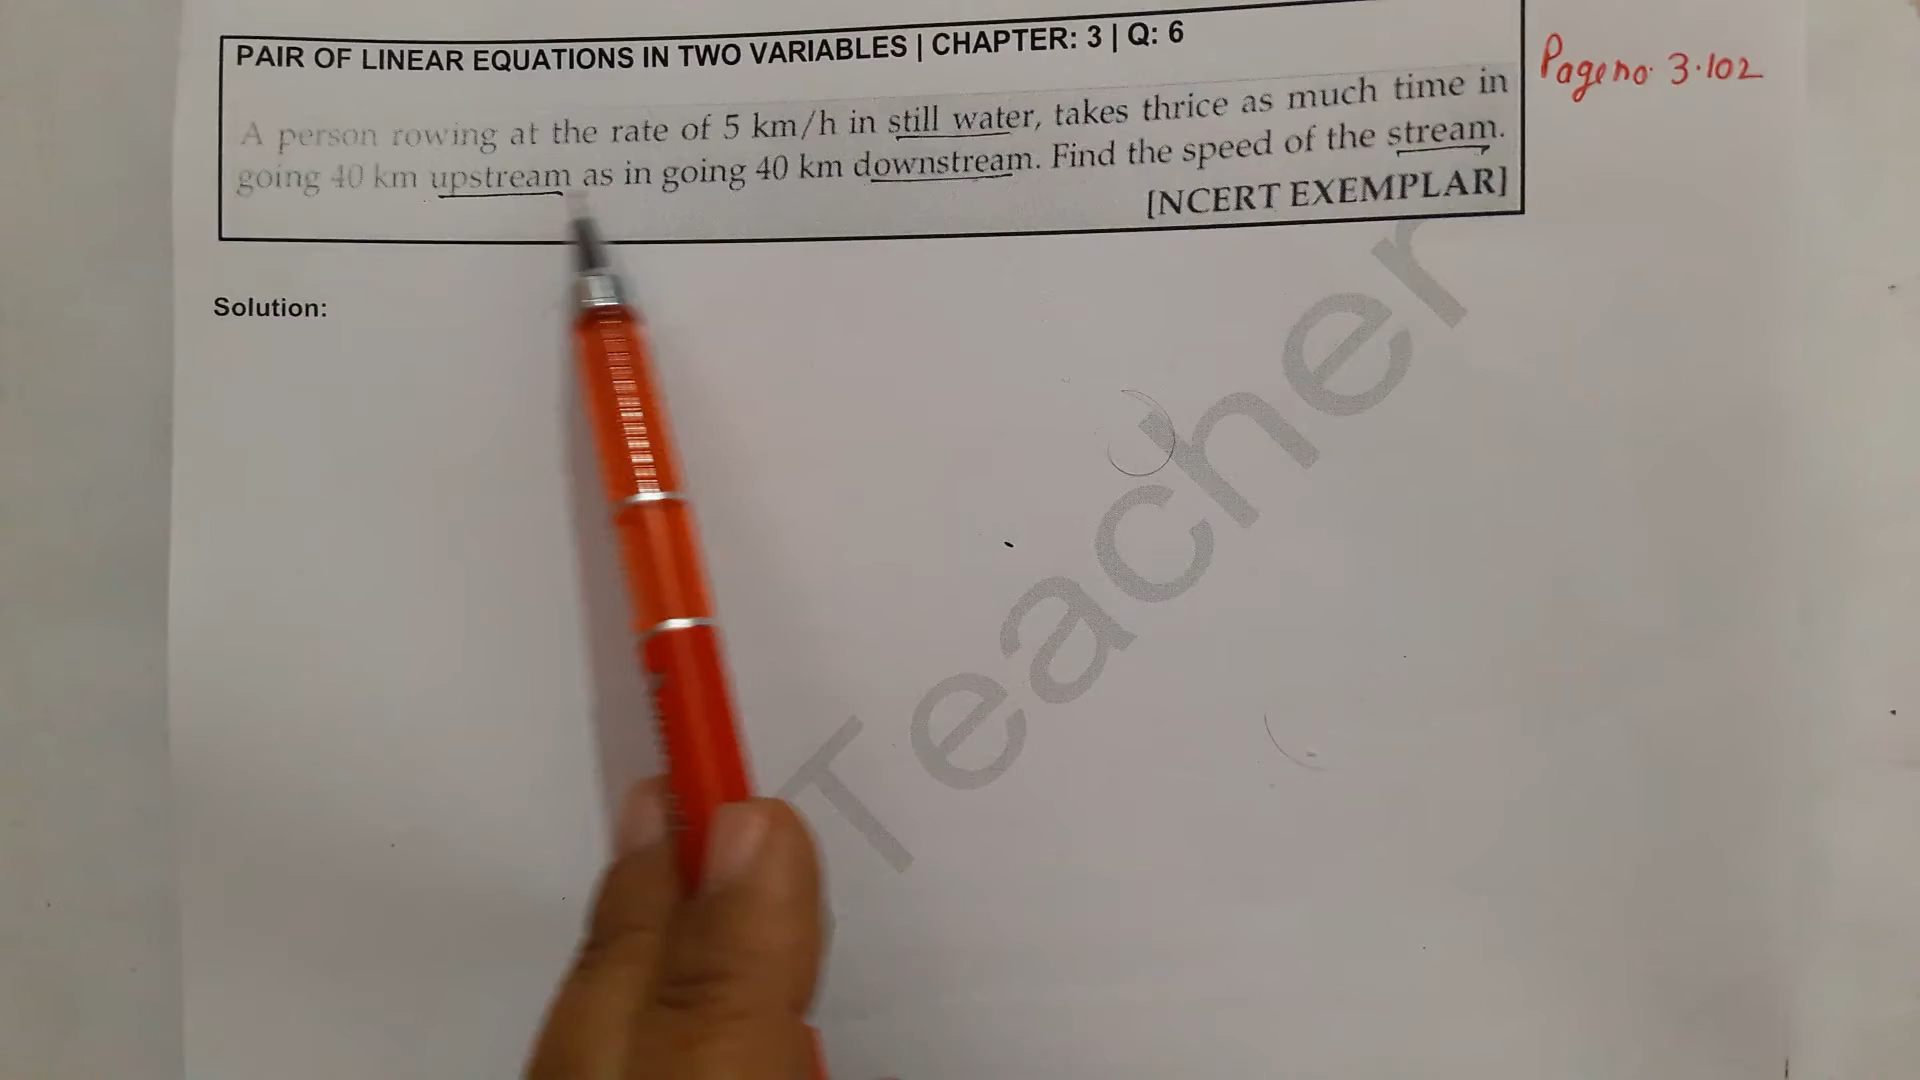 PAIR OF LINEAR EQUATIONS IN TWO VARIABLES | CHAPTER: 3 | Q: 6
Page no. 3.102
A person rowing at the rate of 5 km/h in still water, takes thrice as much time in
going 40 km upstream as in going 40 km downstream. Find the speed of the stream.
[NCERT EXEMPLAR]
Solution:
Teacher